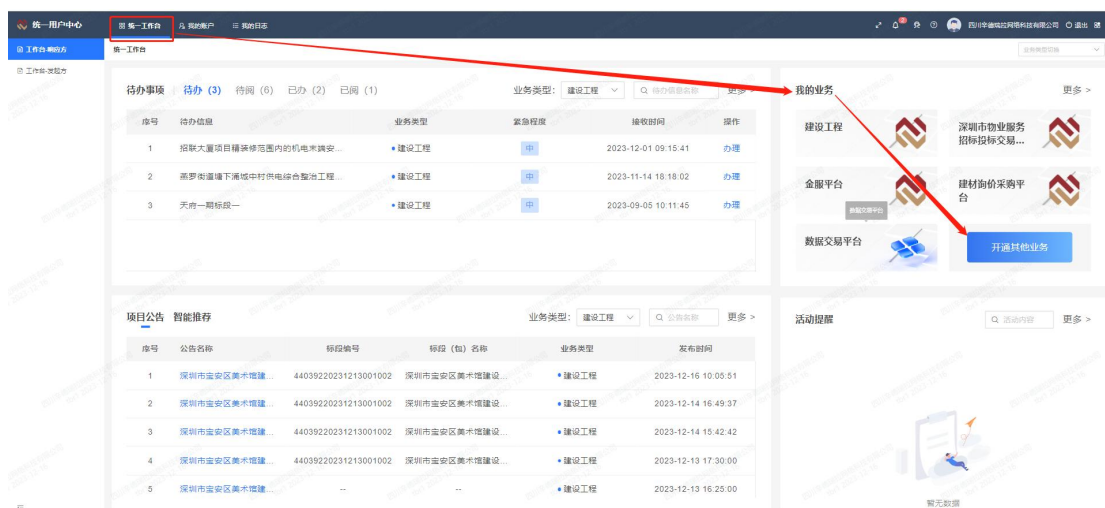 统一用户中心
统一工作台 我的账户 我的日志
退出
工作台-响应方
统一工作台
业务类型切换
工作台-发起方
待办事项 待办 (3) 待阅 (6) 已办 (2) 已阅 (1) 业务类型: 建设工程 待办信息名称 更多 >
序号 待办信息 业务类型 紧急程度 接收时间 操作
1 招联大厦项目精装修范围内的机电末端安... 建设工程 中 2023-12-01 09:15:41 办理
2 燕罗街道塘下涌城中村供电综合整治工程... 建设工程 中 2023-11-14 18:18:02 办理
3 天府一期标段一 建设工程 中 2023-09-05 10:11:45 办理
我的业务 更多 >
建设工程
深圳市物业服务
招标投标交易...
金服平台
建材询价采购平
台
数据交易平台
数据交易平台
开通其他业务
项目公告 智能推荐 业务类型: 建设工程 公告名称 更多 >
序号 公告名称 标段编号 标段（包）名称 业务类型 发布时间
1 深圳市宝安区美术馆建... 44039220231213001002 深圳市宝安区美术馆建设... 建设工程 2023-12-16 10:05:51
2 深圳市宝安区美术馆建... 44039220231213001002 深圳市宝安区美术馆建设... 建设工程 2023-12-14 16:49:37
3 深圳市宝安区美术馆建... 44039220231213001002 深圳市宝安区美术馆建设... 建设工程 2023-12-14 15:42:42
4 深圳市宝安区美术馆建... 44039220231213001002 深圳市宝安区美术馆建设... 建设工程 2023-12-13 17:30:00
5 深圳市宝安区美术馆建... -- -- 建设工程 2023-12-13 16:25:00
活动提醒 活动内容 更多 >
暂无数据